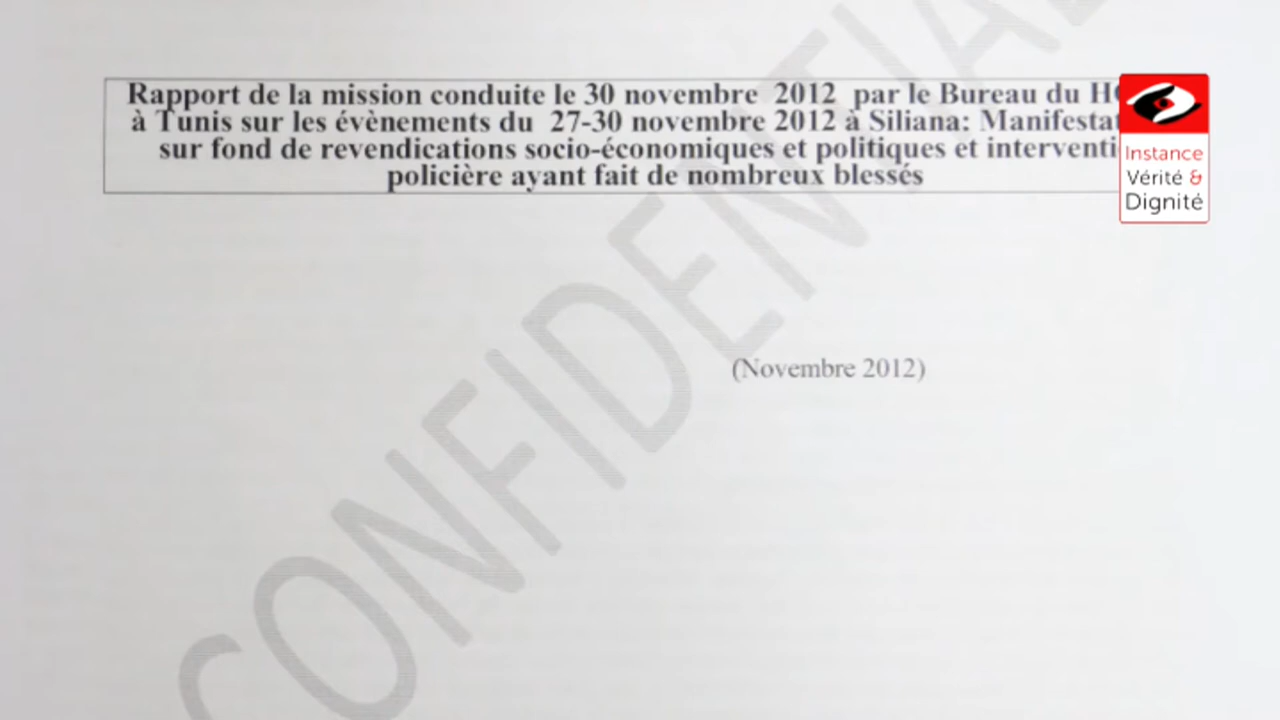 Rapport de la mission conduite le 30 novembre 2012 par le Bureau du
à Tunis sur les évènements du 27-30 novembre 2012 à Siliana:
sur fond de revendications socio-économiques et politiques et
policière ayant fait de nombreux blessés
Instance
Vérité &
Dignité
(Novembre 2012)